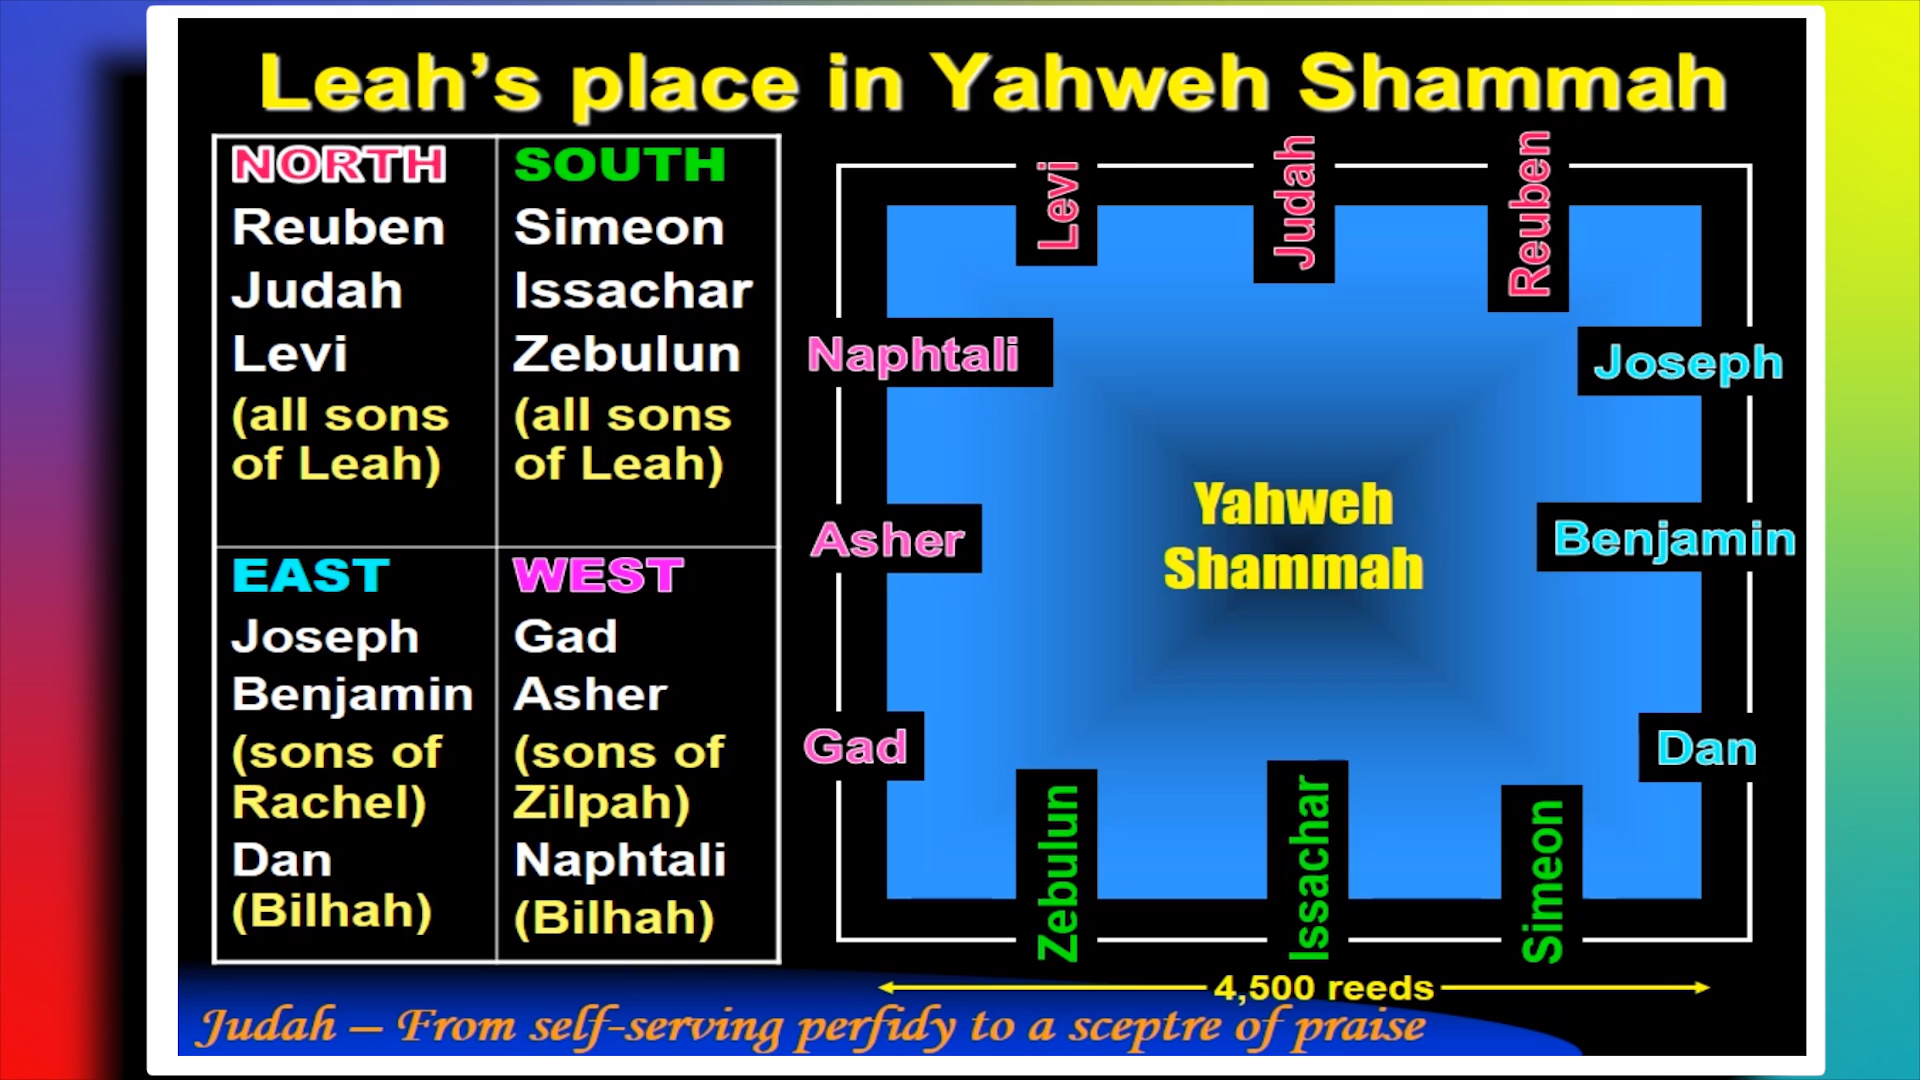 Leah's place in Yahweh Shammah
NORTH
Reuben
Judah
Levi
(all sons
of Leah)
SOUTH
Simeon
Issachar
Zebulun
(all sons
of Leah)
EAST
Joseph
Benjamin
(sons of
Rachel)
Dan
(Bilhah)
WEST
Gad
Asher
(sons of
Zilpah)
Naphtali
(Bilhah)
Levi
Judah
Reuben
Naphtali
Joseph
Asher
Yahweh
Shammah
Benjamin
Gad
Dan
Zebulun
Issachar
Simeon
4,500 reeds
Judah – From self-serving perfidy to a sceptre of praise